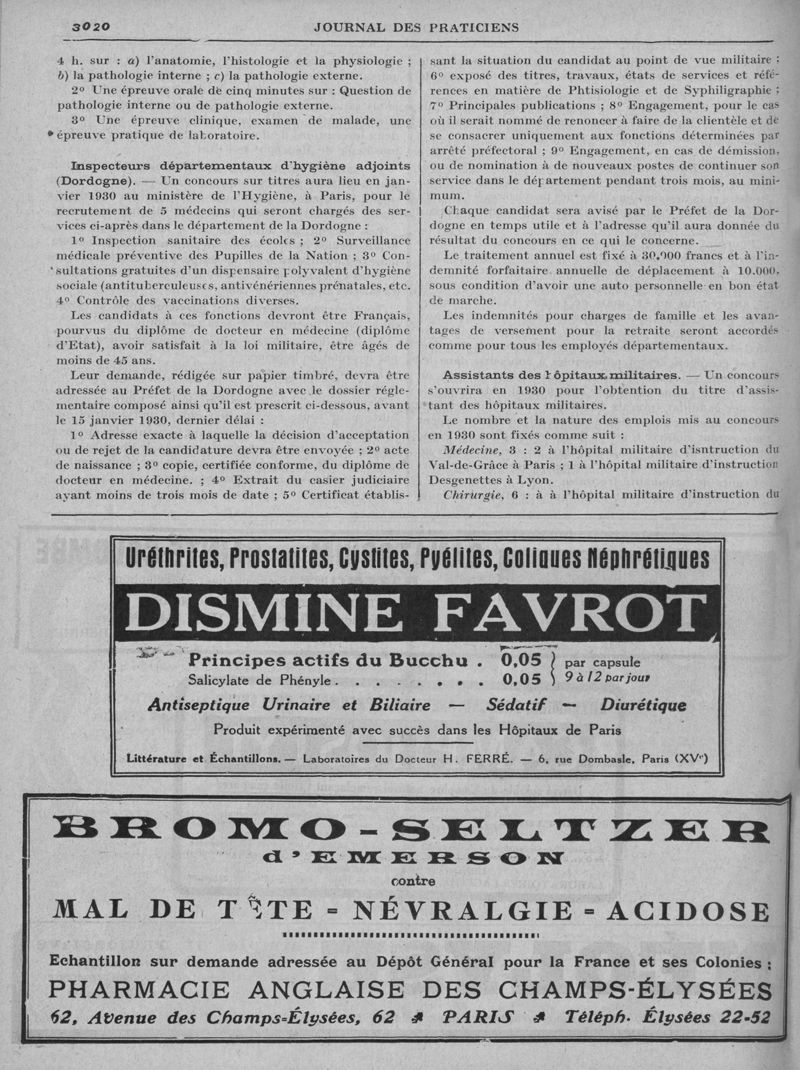 3020
JOURNAL DES PRATICIENS
4 h. sur : a) l'anatomie, l'histologie et la physiologie ;
b) la pathologie interne ; c) la pathologie externe.
2º Une épreuve orale de cinq minutes sur : Question de
pathologie interne ou de pathologie externe.
3º Une épreuve clinique, examen de malade, une
épreuve pratique de laboratoire.
Inspecteurs départementaux d'hygiène adjoints
(Dordogne). — Un concours sur titres aura lieu en jan-
vier 1930 au ministère de l'Hygiène, à Paris, pour le
recrutement de 5 médecins qui seront chargés des ser-
vices ci-après dans le département de la Dordogne :
1º Inspection sanitaire des écoles ; 2º Surveillance
médicale préventive des Pupilles de la Nation ; 3º Con-
sultations gratuites d'un dispensaire polyvalent d'hygiène
sociale (antituberculeuses, antivénériennes prénatales, etc.
4º Contrôle des vaccinations diverses.
Les candidats à ces fonctions devront être Français,
pourvus du diplôme de docteur en médecine (diplôme
d'Etat), avoir satisfait à la loi militaire, être âgés de
moins de 45 ans.
Leur demande, rédigée sur papier timbré, devra être
adressée au Préfet de la Dordogne avec le dossier régle-
mentaire composé ainsi qu'il est prescrit ci-dessous, avant
le 15 janvier 1930, dernier délai :
1º Adresse exacte à laquelle la décision d'acceptation
ou de rejet de la candidature devra être envoyée ; 2º acte
de naissance ; 3º copie, certifiée conforme, du diplôme de
docteur en médecine. ; 4º Extrait du casier judiciaire
ayant moins de trois mois de date ; 5º Certificat établis-
sant la situation du candidat au point de vue militaire ;
6º exposé des titres, travaux, états de services et réfé-
rences en matière de Phtisiologie et de Syphiligraphie ;
7º Principales publications ; 8º Engagement, pour le cas
où il serait nommé de renoncer à faire de la clientèle et de
se consacrer uniquement aux fonctions déterminées par
arrêté préfectoral ; 9º Engagement, en cas de démission,
ou de nomination à de nouveaux postes de continuer son
service dans le département pendant trois mois, au mini-
mum.
Chaque candidat sera avisé par le Préfet de la Dor-
dogne en temps utile et à l'adresse qu'il aura donnée du
résultat du concours en ce qui le concerne.
Le traitement annuel est fixé à 30.000 francs et à l'in-
demnité forfaitaire annuelle de déplacement à 10.000,
sous condition d'avoir une auto personnelle en bon état
de marche.
Les indemnités pour charges de famille et les avan-
tages de versement pour la retraite seront accordés
comme pour tous les employés départementaux.
Assistants des hôpitaux militaires. — Un concours
s'ouvrira en 1930 pour l'obtention du titre d'assis-
tant des hôpitaux militaires.
Le nombre et la nature des emplois mis au concours
en 1930 sont fixés comme suit :
Médecine, 3 : 2 à l'hôpital militaire d'isntruction du
Val-de-Grâce à Paris ; 1 à l'hôpital militaire d'instruction
Desgenettes à Lyon.
Chirurgie, 6 : à à l'hôpital militaire d'instruction du
Uréthrites, Prostatites, Cystites, Pyélites, Coliques Néphrétiques
DISMINE FAVROT
Principes actifs du Bucchu . 0,05 } par capsule
Salicylate de Phényle . . . . . . . . 0,05 } 9 à 12 par jour
Antiseptique Urinaire et Biliaire — Sédatif — Diurétique
Produit expérimenté avec succès dans les Hôpitaux de Paris
Littérature et Échantillons. — Laboratoires du Docteur H. FERRÉ. — 6, rue Dombasle, Paris (XVe)
BROMO-SELTZER
d'EMERSON
contre
MAL DE TÊTE = NÉVRALGIE = ACIDOSE
Echantillon sur demande adressée au Dépôt Général pour la France et ses Colonies :
PHARMACIE ANGLAISE DES CHAMPS-ÉLYSÉES
62, Avenue des Champs=Élysées, 62 PARIS Téléph. Élysées 22-52